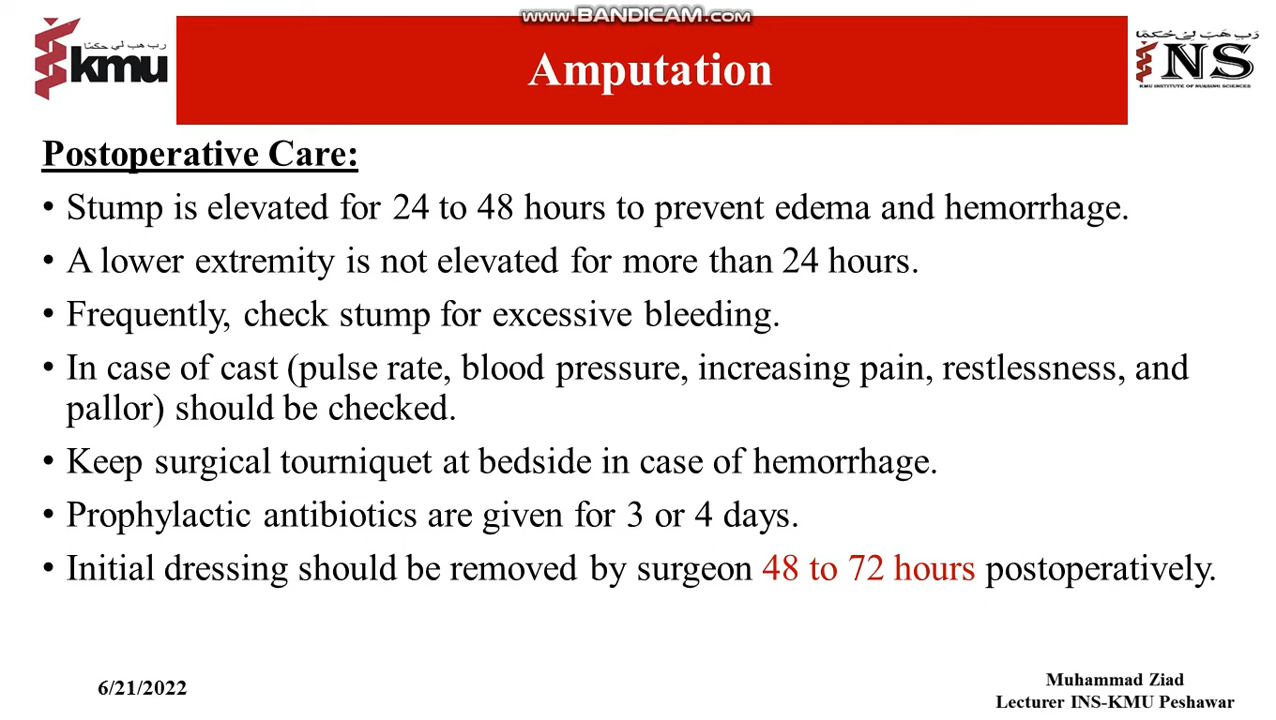 www.BANDICAM.com
رب هب لي حكما
kmu
Amputation
رَبِّ هَبْ لِي حُكْمًا
INS
KMU INSTITUTE OF NURSING SCIENCES
Postoperative Care:
• Stump is elevated for 24 to 48 hours to prevent edema and hemorrhage.
• A lower extremity is not elevated for more than 24 hours.
• Frequently, check stump for excessive bleeding.
• In case of cast (pulse rate, blood pressure, increasing pain, restlessness, and
pallor) should be checked.
• Keep surgical tourniquet at bedside in case of hemorrhage.
• Prophylactic antibiotics are given for 3 or 4 days.
• Initial dressing should be removed by surgeon 48 to 72 hours postoperatively.
6/21/2022
Muhammad Ziad
Lecturer INS-KMU Peshawar